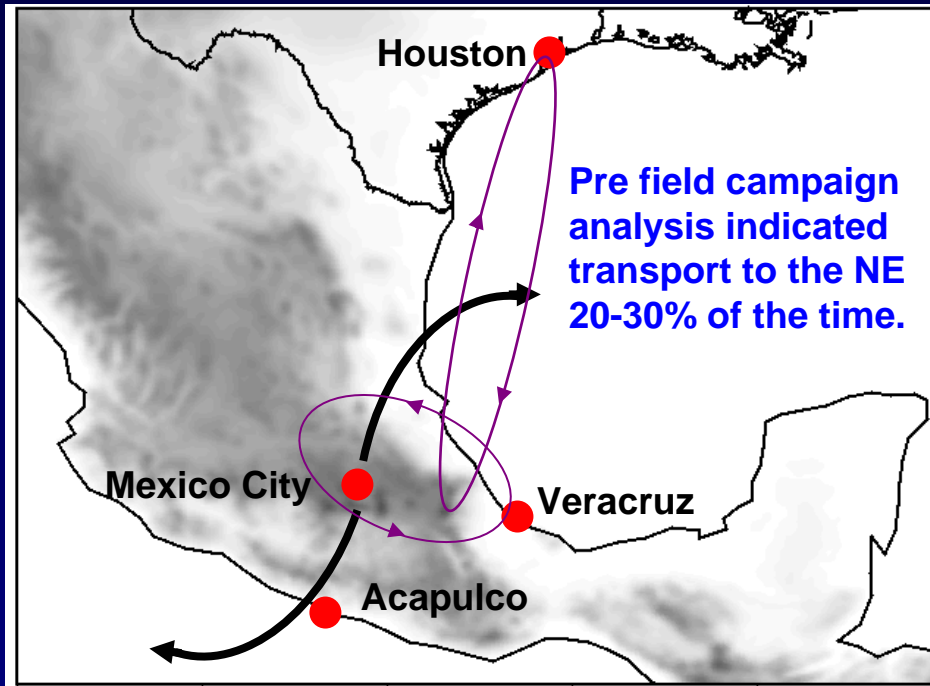 Houston
Pre field campaign
analysis indicated
transport to the NE
20-30% of the time.
Mexico City
Veracruz
Acapulco